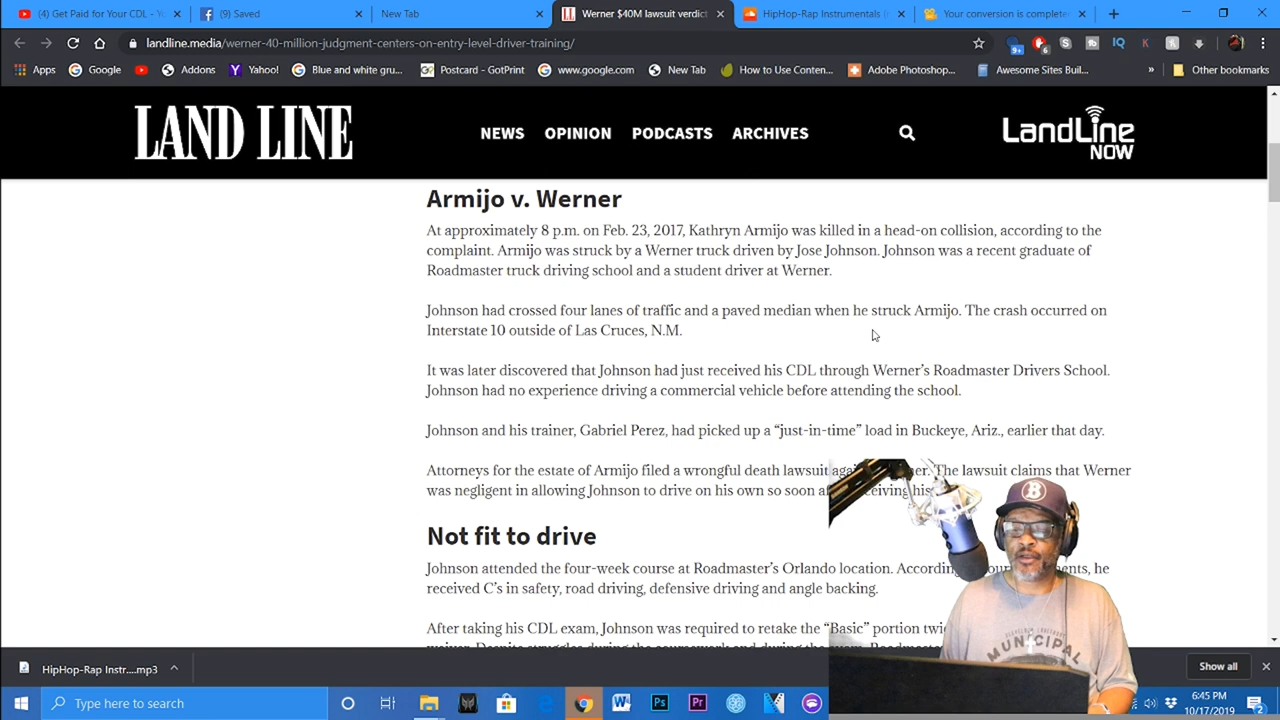 (4) Get Paid for Your CDL - Y
(9) Saved
New Tab
Werner $40M lawsuit verdict
HipHop-Rap Instrumentals
Your conversion is complete
landline.media/werner-40-million-judgment-centers-on-entry-level-driver-training/
Apps Google Addons Yahoo! Blue and white gru... Postcard - GotPrint www.google.com New Tab How to Use Conten... Adobe Photoshop,... Awesome Sites Buil... » Other bookmarks
LAND LINE
NEWS OPINION PODCASTS ARCHIVES
LandLine
NOW
Armijo v. Werner
At approximately 8 p.m. on Feb. 23, 2017, Kathryn Armijo was killed in a head-on collision, according to the
complaint. Armijo was struck by a Werner truck driven by Jose Johnson. Johnson was a recent graduate of
Roadmaster truck driving school and a student driver at Werner.
Johnson had crossed four lanes of traffic and a paved median when he struck Armijo. The crash occurred on
Interstate 10 outside of Las Cruces, N.M.
It was later discovered that Johnson had just received his CDL through Werner's Roadmaster Drivers School.
Johnson had no experience driving a commercial vehicle before attending the school.
Johnson and his trainer, Gabriel Perez, had picked up a “just-in-time” load in Buckeye, Ariz., earlier that day.
Attorneys for the estate of Armijo filed a wrongful death lawsuit The lawsuit claims that Werner
was negligent in allowing Johnson to drive on his own so soon
Not fit to drive
Johnson attended the four-week course at Roadmaster's Orlando location. he
received C's in safety, road driving, defensive driving and angle backing.
After taking his CDL exam, Johnson was required to retake the “Basic” portion
B
MUNICIPAL
HipHop-Rap Instr....mp3
Show all
Type here to search
6:45 PM
10/17/2019